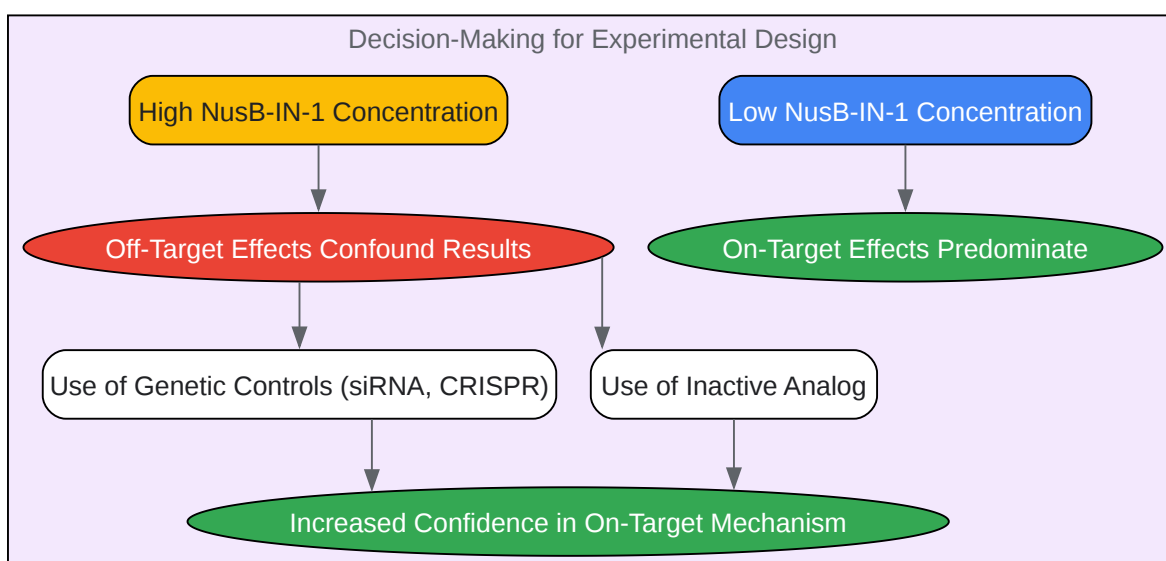 Decision-Making for Experimental Design
High NusB-IN-1 Concentration
Low NusB-IN-1 Concentration
Off-Target Effects Confound Results
On-Target Effects Predominate
Use of Genetic Controls (siRNA, CRISPR)
Use of Inactive Analog
Increased Confidence in On-Target Mechanism